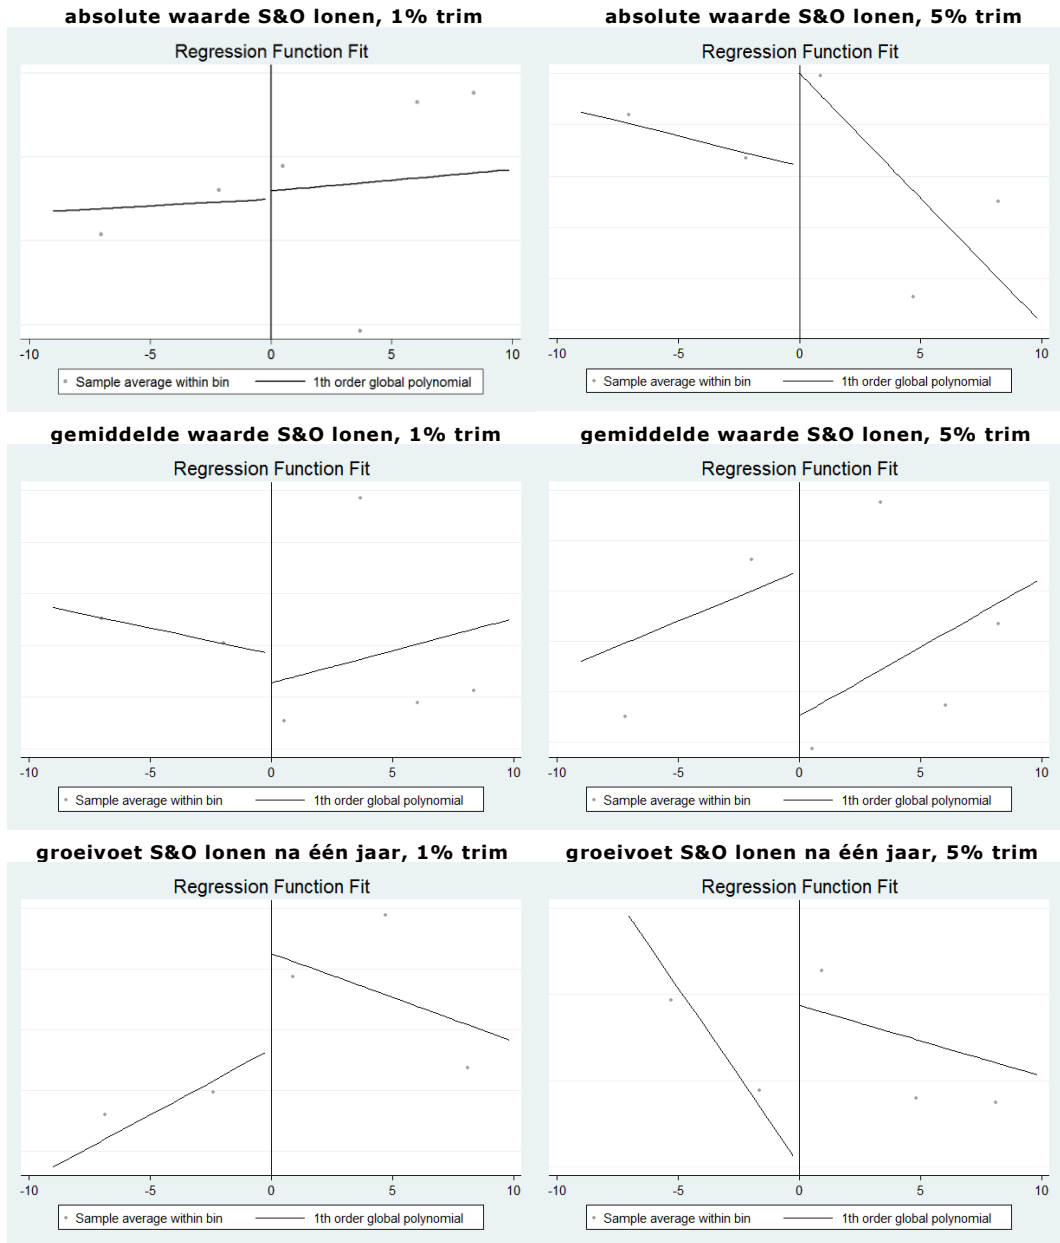 absolute waarde S&O lonen, 1% trim
absolute waarde S&O lonen, 5% trim
Regression Function Fit
Regression Function Fit
-10 -5 0 5 10
-10 -5 0 5 10
Sample average within bin 1th order global polynomial
Sample average within bin 1th order global polynomial
gemiddelde waarde S&O lonen, 1% trim
gemiddelde waarde S&O lonen, 5% trim
Regression Function Fit
Regression Function Fit
-10 -5 0 5 10
-10 -5 0 5 10
Sample average within bin 1th order global polynomial
Sample average within bin 1th order global polynomial
groeivoet S&O lonen na één jaar, 1% trim
groeivoet S&O lonen na één jaar, 5% trim
Regression Function Fit
Regression Function Fit
-10 -5 0 5 10
-10 -5 0 5 10
Sample average within bin 1th order global polynomial
Sample average within bin 1th order global polynomial